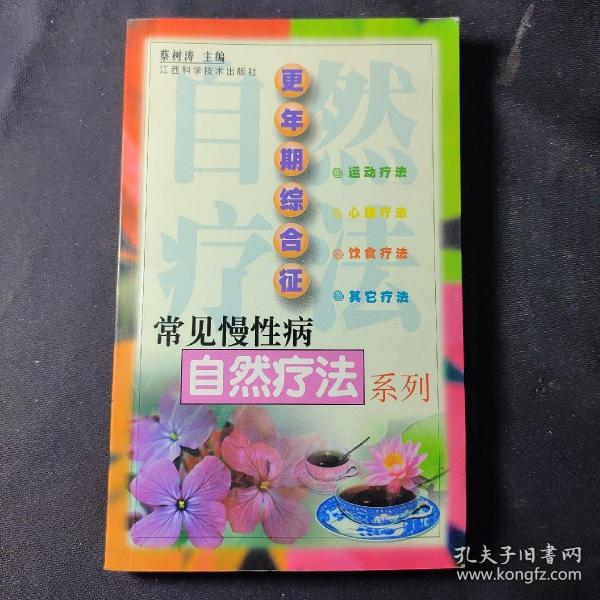 蔡树涛 主编
江西科学技术出版社
自然
疗法
更年期综合征
运动疗法
心理疗法
饮食疗法
其它疗法
常见慢性病
自然疗法系列
孔夫子旧书网
www.kongfz.com